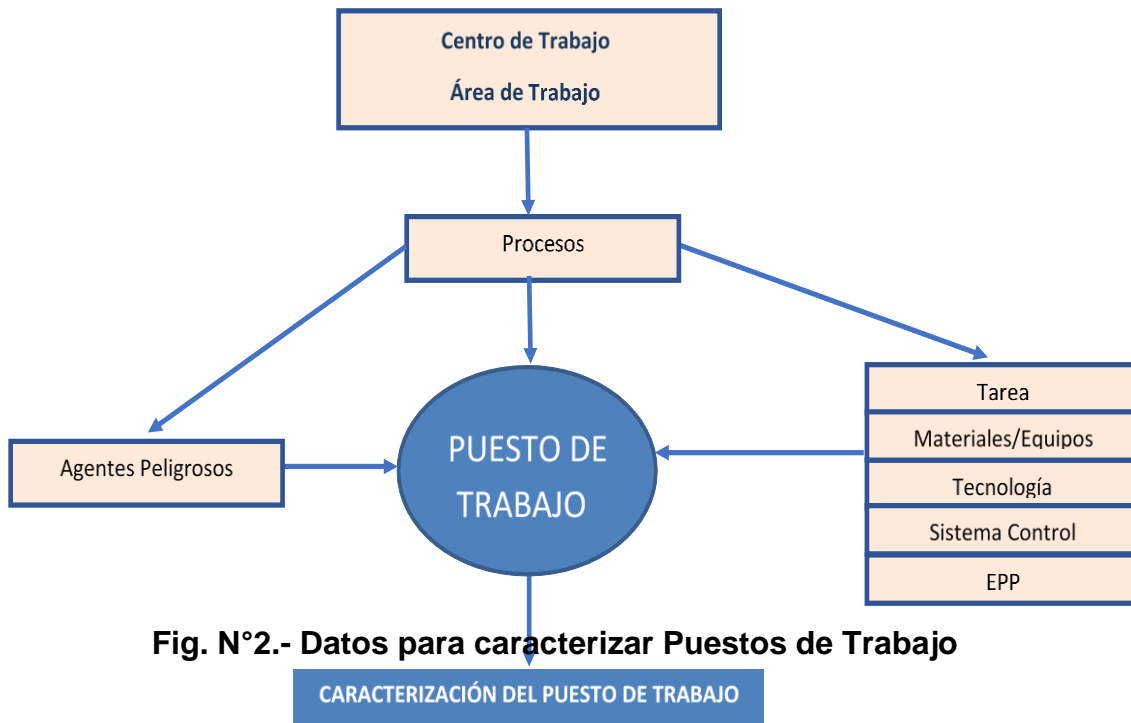 Centro de Trabajo
Área de Trabajo
Procesos
Agentes Peligrosos
PUESTO DE
TRABAJO
Tarea
Materiales/Equipos
Tecnología
Sistema Control
EPP
Fig. N°2.- Datos para caracterizar Puestos de Trabajo
CARACTERIZACIÓN DEL PUESTO DE TRABAJO